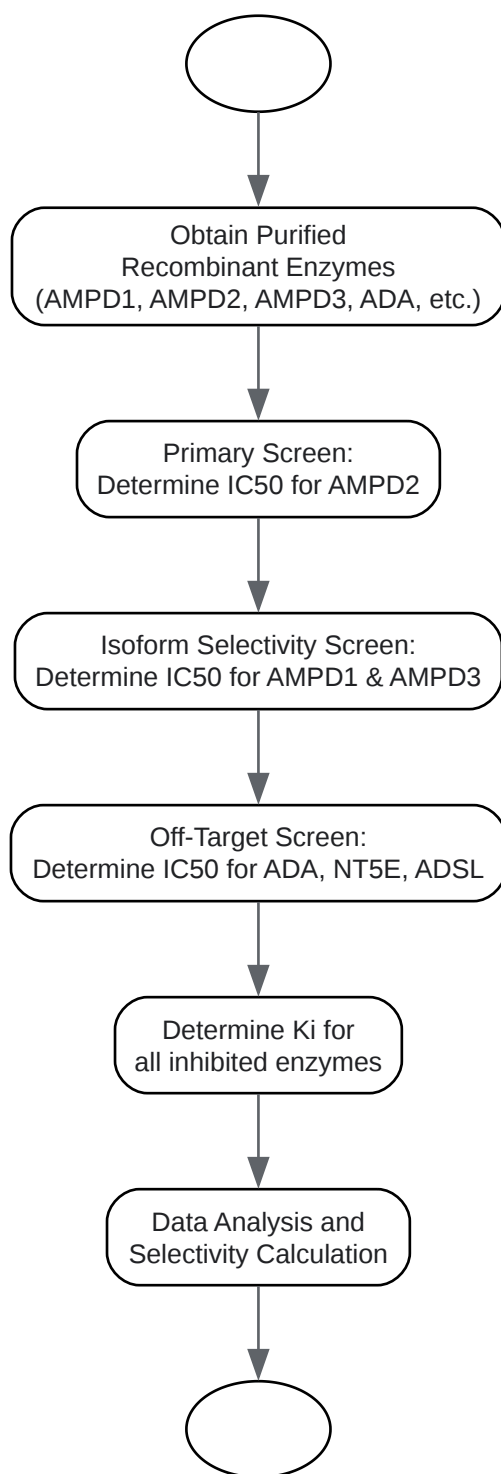 Obtain Purified
Recombinant Enzymes
(AMPD1, AMPD2, AMPD3, ADA, etc.)
Primary Screen:
Determine IC50 for AMPD2
Isoform Selectivity Screen:
Determine IC50 for AMPD1 & AMPD3
Off-Target Screen:
Determine IC50 for ADA, NT5E, ADSL
Determine Ki for
all inhibited enzymes
Data Analysis and
Selectivity Calculation